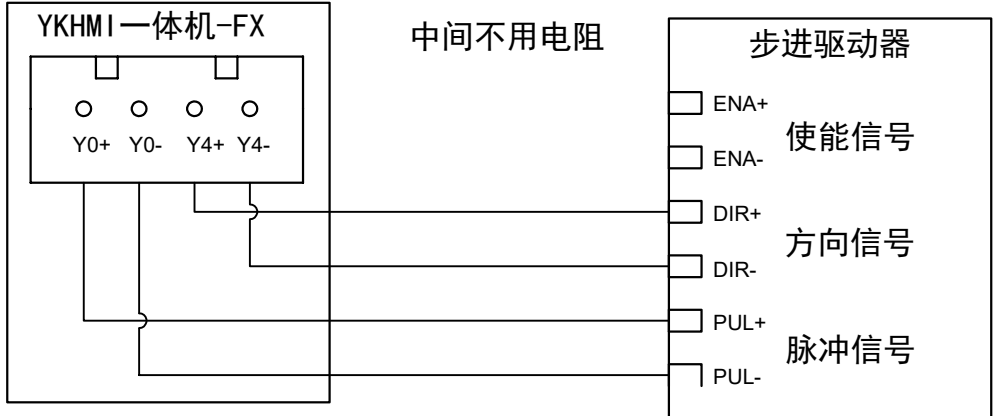 YKHMI一体机-FX
中间不用电阻
步进驱动器
Y0+ Y0- Y4+ Y4-
ENA+
使能信号
ENA-
DIR+
方向信号
DIR-
PUL+
脉冲信号
PUL-